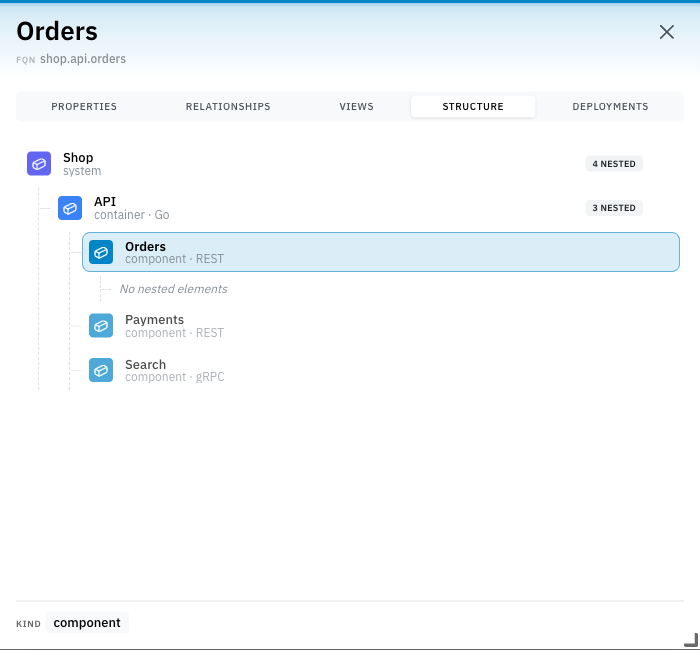 Orders
FQN shop.api.orders
PROPERTIES RELATIONSHIPS VIEWS STRUCTURE DEPLOYMENTS
Shop
system
4 NESTED
API
container · Go
3 NESTED
Orders
component · REST
No nested elements
Payments
component · REST
Search
component · gRPC
KIND component